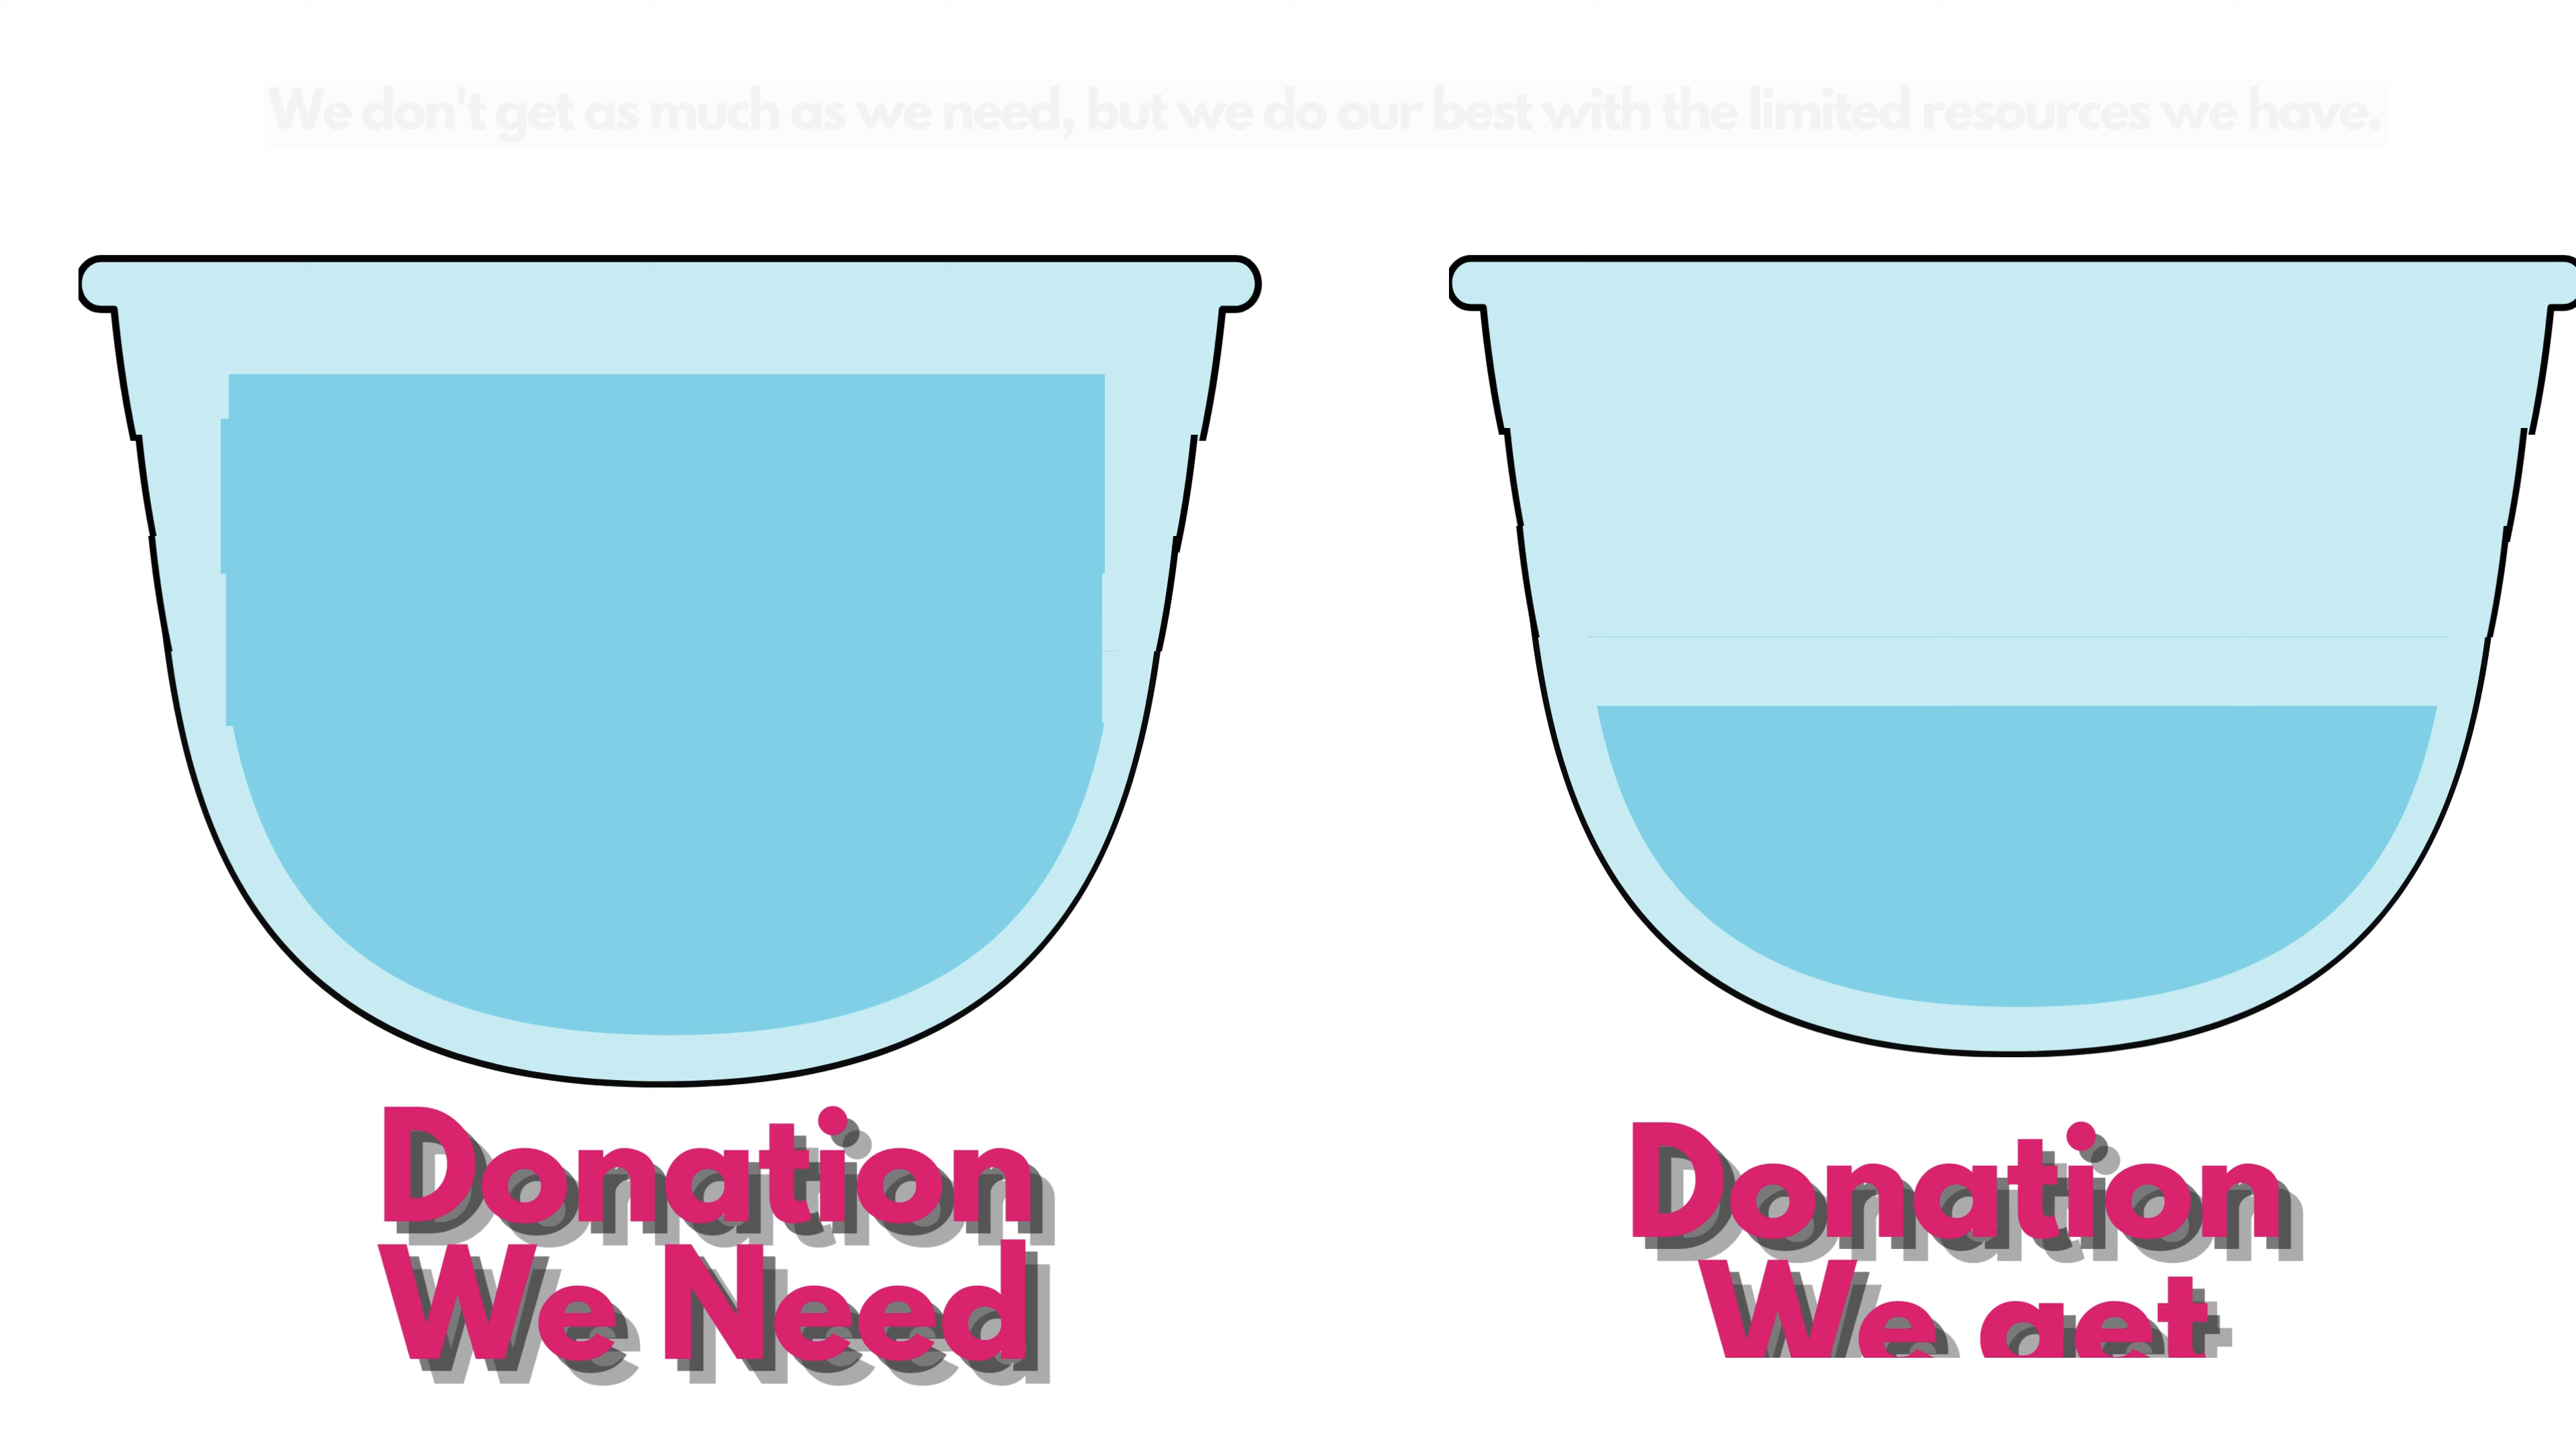 We don't get as much as we need, but we do our best with the limited resources we have.
Donation
We Need
Donation
We get